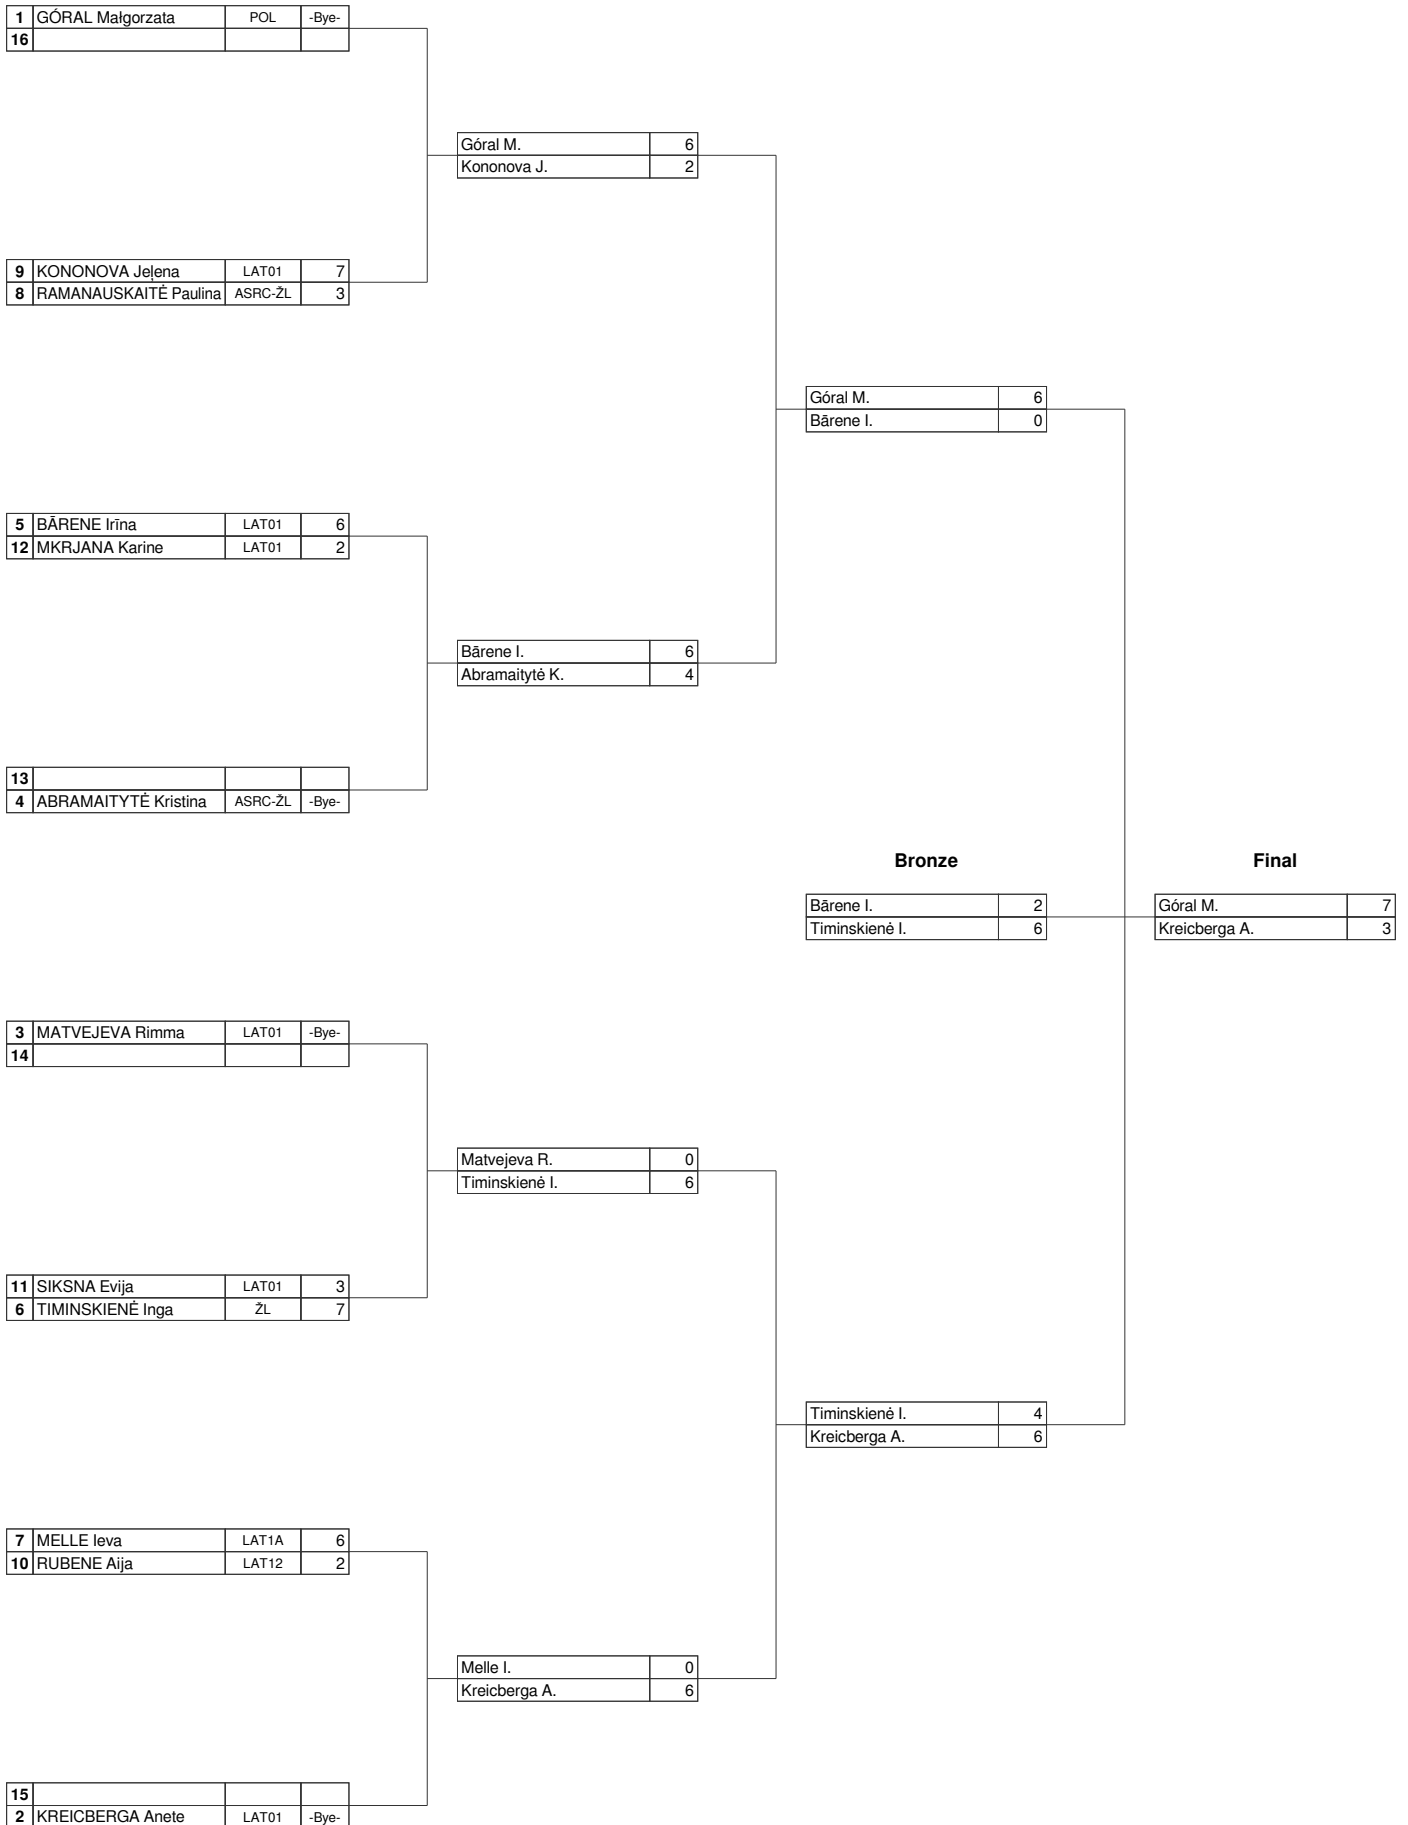 1 GÓRAL Małgorzata POL -Bye-
16
Góral M. 6
Kononova J. 2
9 KONONOVA Jeļena LAT01 7
8 RAMANAUSKAITĖ Paulina ASRC-ŽL 3
Góral M. 6
Bārene I. 0
5 BĀRENE Irīna LAT01 6
12 MKRJANA Karine LAT01 2
Bārene I. 6
Abramaitytė K. 4
13
4 ABRAMAITYTĖ Kristina ASRC-ŽL -Bye-
Bronze Final
Bārene I. 2 Góral M. 7
Timinskienė I. 6 Kreicberga A. 3
3 MATVEJEVA Rimma LAT01 -Bye-
14
Matvejeva R. 0
Timinskienė I. 6
11 SIKSNA Evija LAT01 3
6 TIMINSKIENĖ Inga ŽL 7
Timinskienė I. 4
Kreicberga A. 6
7 MELLE Ieva LAT1A 6
10 RUBENE Aija LAT12 2
Melle I. 0
Kreicberga A. 6
15
2 KREICBERGA Anete LAT01 -Bye-